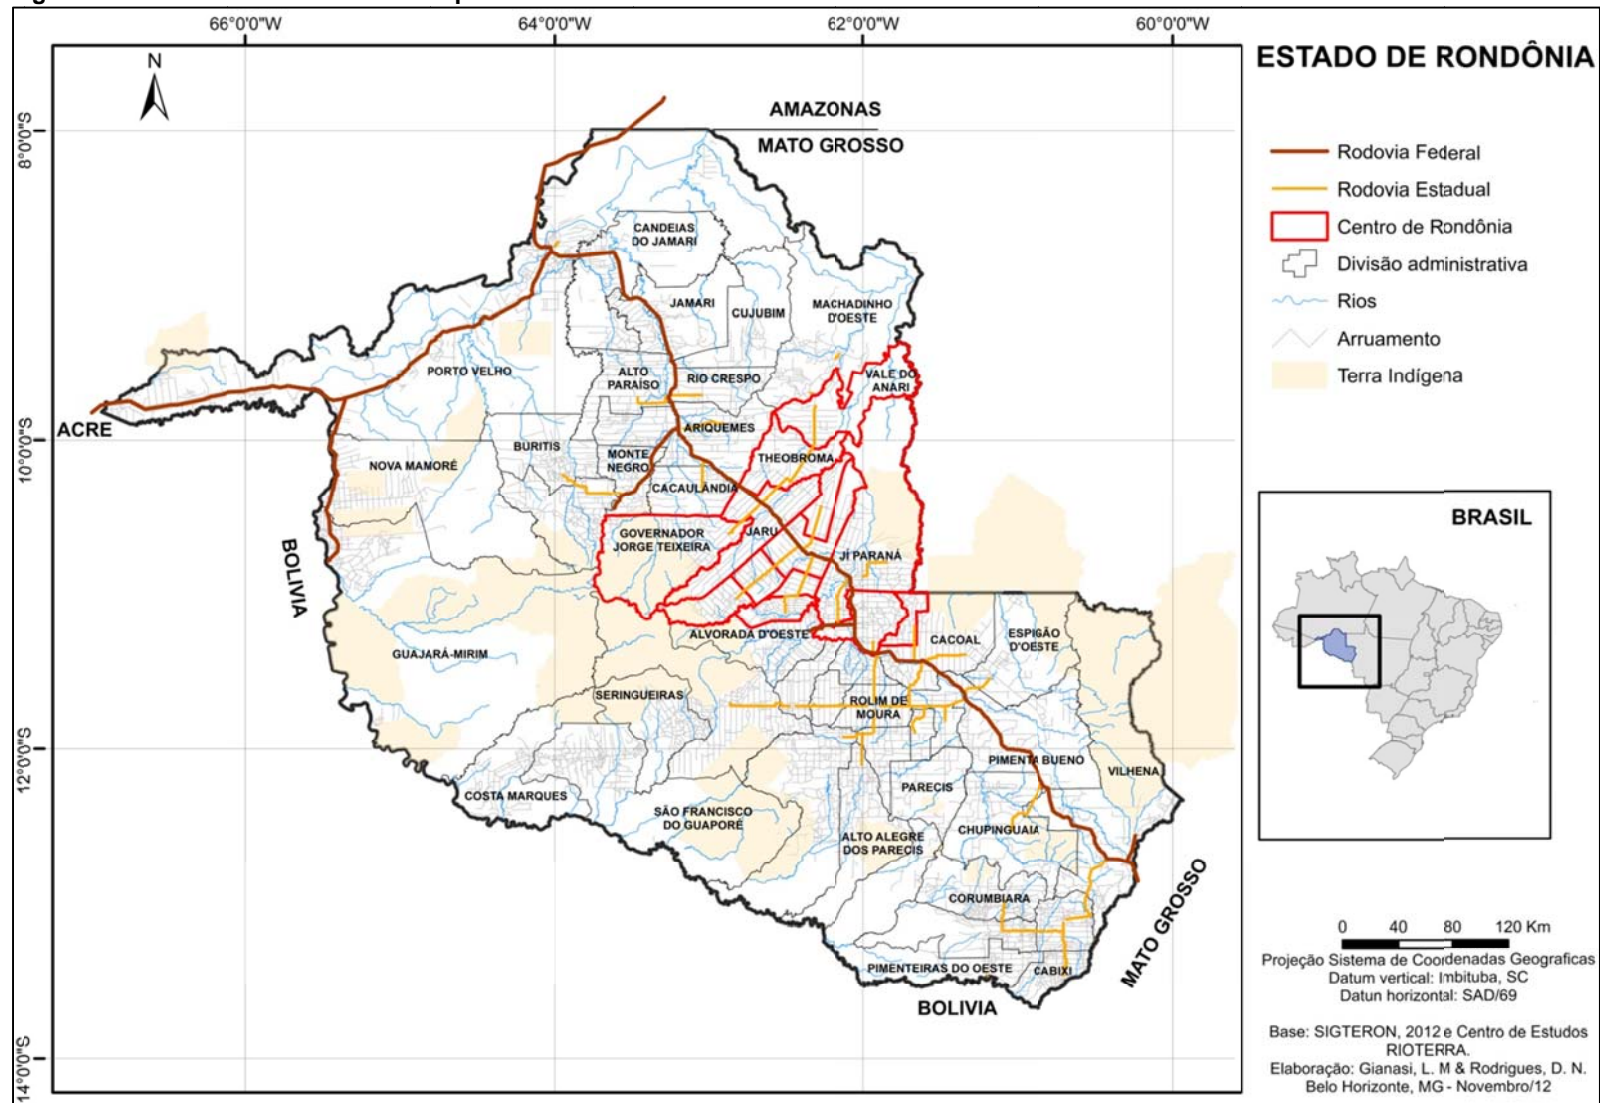 66°0'0"W
64°0'0"W
62°0'0"W
60°0'0"W
8°0'0"S
10°0'0"S
12°0'0"S
14°0'0"S
N
AMAZONAS
MATO GROSSO
CANDEIAS
DO JAMARI
JAMARI
CUJUBIM
MACHADINHO
D'OESTE
PORTO VELHO
ALTO
PARAÍSO
RIO CRESPO
VALE DO
ANARI
ACRE
ARIQUEMES
BURITIS
MONTE
NEGRO
THEOBROMA
NOVA MAMORÉ
CACAULÂNDIA
GOVERNADOR
JORGE TEIXEIRA
JARU
JÍ PARANÁ
BOLIVIA
ALVORADA D'OESTE
CACOAL
ESPIGÃO
D'OESTE
GUAJARÁ-MIRIM
SERINGUEIRAS
ROLIM DE
MOURA
PIMENTA BUENO
VILHENA
COSTA MARQUES
PARECIS
SÃO FRANCISCO
DO GUAPORÉ
ALTO ALEGRE
DOS PARECIS
CHUPINGUAIA
CORUMBIARA
MATO GROSSO
PIMENTEIRAS DO OESTE
CABIXI
BOLIVIA
ESTADO DE RONDÔNIA
Rodovia Federal
Rodovia Estadual
Centro de Rondônia
Divisão administrativa
Rios
Arruamento
Terra Indígena
BRASIL
0 40 80 120 Km
Projeção Sistema de Coordenadas Geograficas
Datum vertical: Imbituba, SC
Datun horizontal: SAD/69
Base: SIGTERON, 2012 e Centro de Estudos
RIOTERRA.
Elaboração: Gianasi, L. M & Rodrigues, D. N.
Belo Horizonte, MG - Novembro/12